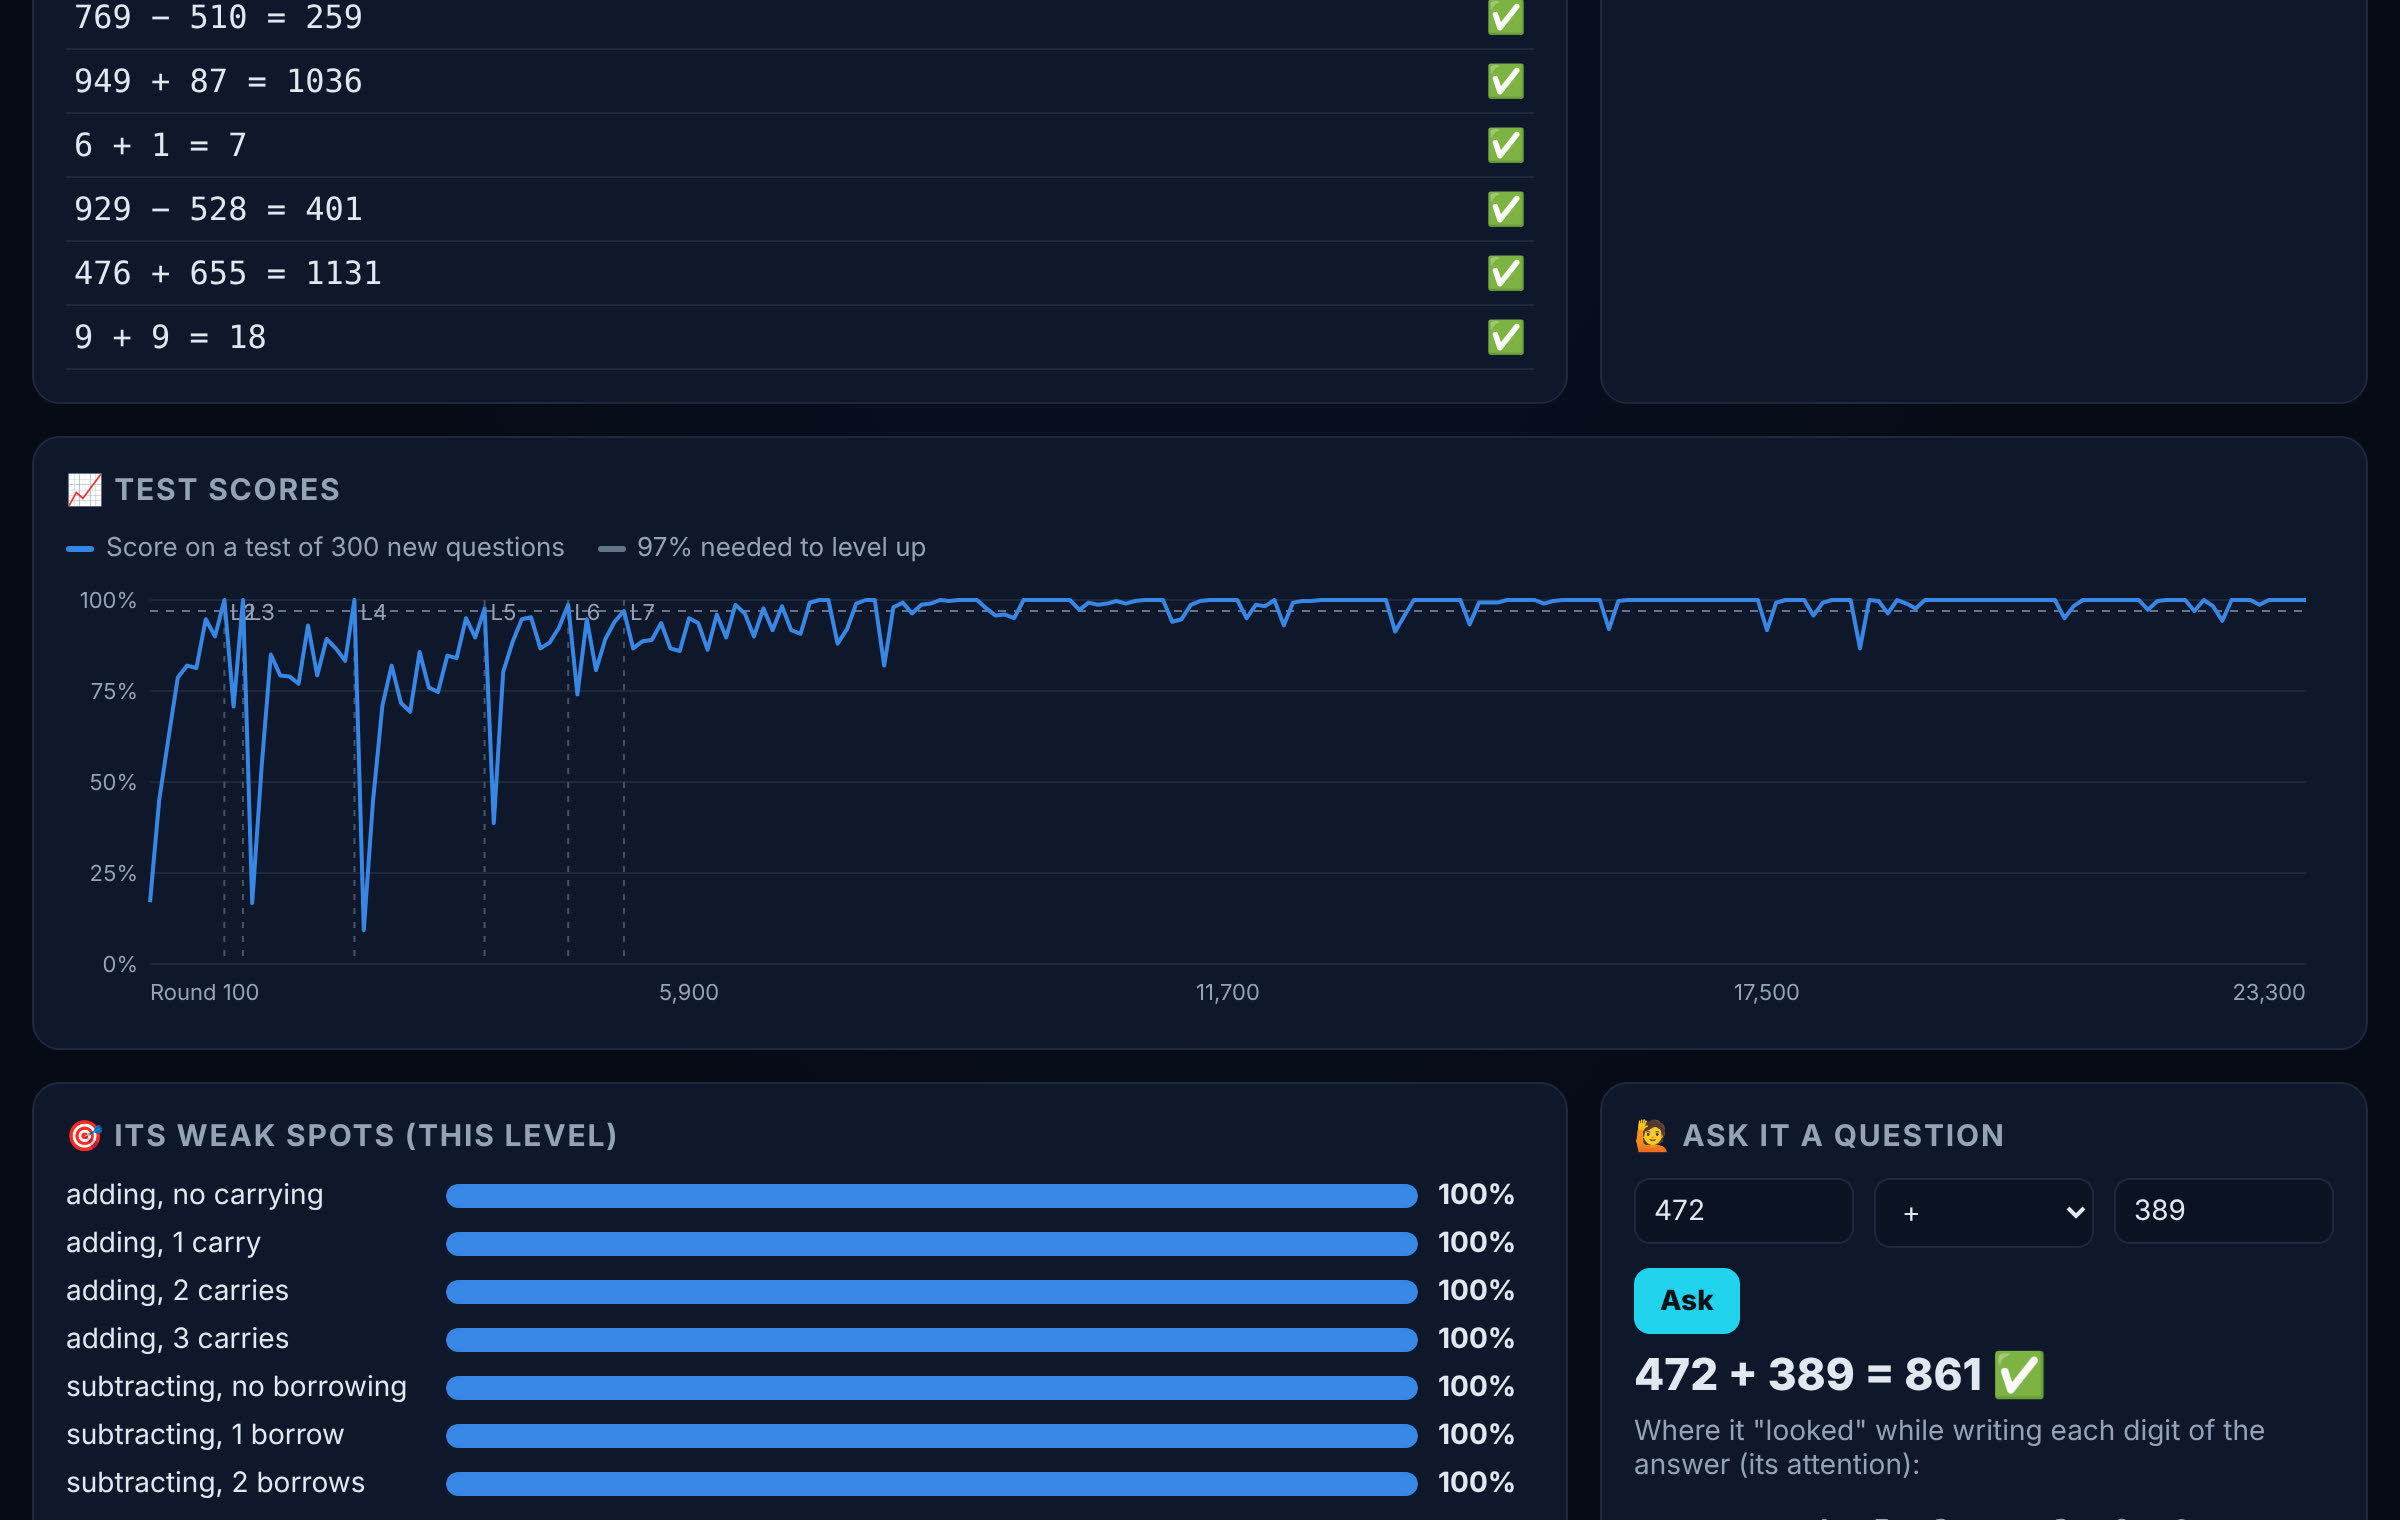 769 − 510 = 259 ✅
949 + 87 = 1036 ✅
6 + 1 = 7 ✅
929 − 528 = 401 ✅
476 + 655 = 1131 ✅
9 + 9 = 18 ✅
📈 TEST SCORES
Score on a test of 300 new questions 97% needed to level up
100%
L2 L3 L4 L5 L6 L7
75%
50%
25%
0%
Round 100 5,900 11,700 17,500 23,300
🎯 ITS WEAK SPOTS (THIS LEVEL)
adding, no carrying 100%
adding, 1 carry 100%
adding, 2 carries 100%
adding, 3 carries 100%
subtracting, no borrowing 100%
subtracting, 1 borrow 100%
subtracting, 2 borrows 100%
🙋 ASK IT A QUESTION
472 + 389
Ask
472 + 389 = 861 ✅
Where it "looked" while writing each digit of the
answer (its attention):